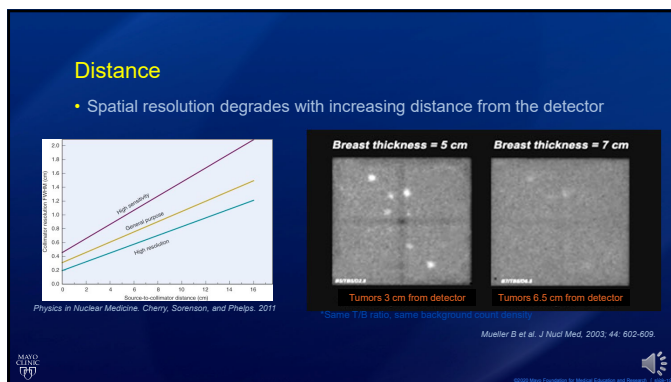 Distance
• Spatial resolution degrades with increasing distance from the detector
Collimator resolution FWHM (cm)
2.0
1.8
1.6
1.4
1.2
1.0
0.8
0.6
0.4
0.2
0
High sensitivity
General purpose
High resolution
0 2 4 6 8 10 12 14 16
Source-to-collimator distance (cm)
Physics in Nuclear Medicine. Cherry, Sorenson, and Phelps. 2011
Breast thickness = 5 cm
Breast thickness = 7 cm
Tumors 3 cm from detector
Tumors 6.5 cm from detector
*Same T/B ratio, same background count density
Mueller B et al. J Nucl Med, 2003; 44: 602-609.
MAYO
CLINIC
Mayo Foundation for Medical Education and Research